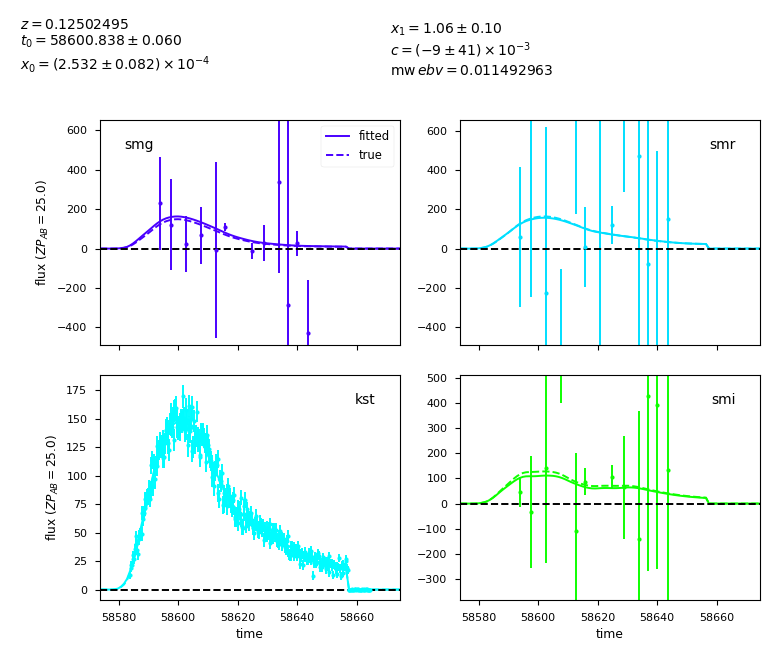 z = 0.12502495
t₀ = 58600.838 ± 0.060
x₀ = (2.532 ± 0.082) × 10⁻⁴
x₁ = 1.06 ± 0.10
c = (−9 ± 41) × 10⁻³
mw ebv = 0.011492963
smg
fitted
true
600
400
200
0
−200
−400
flux (ZP_AB = 25.0)
smr
600
400
200
0
−200
−400
kst
175
150
125
100
75
50
25
0
flux (ZP_AB = 25.0)
58580 58600 58620 58640 58660
time
smi
500
400
300
200
100
0
−100
−200
−300
58580 58600 58620 58640 58660
time